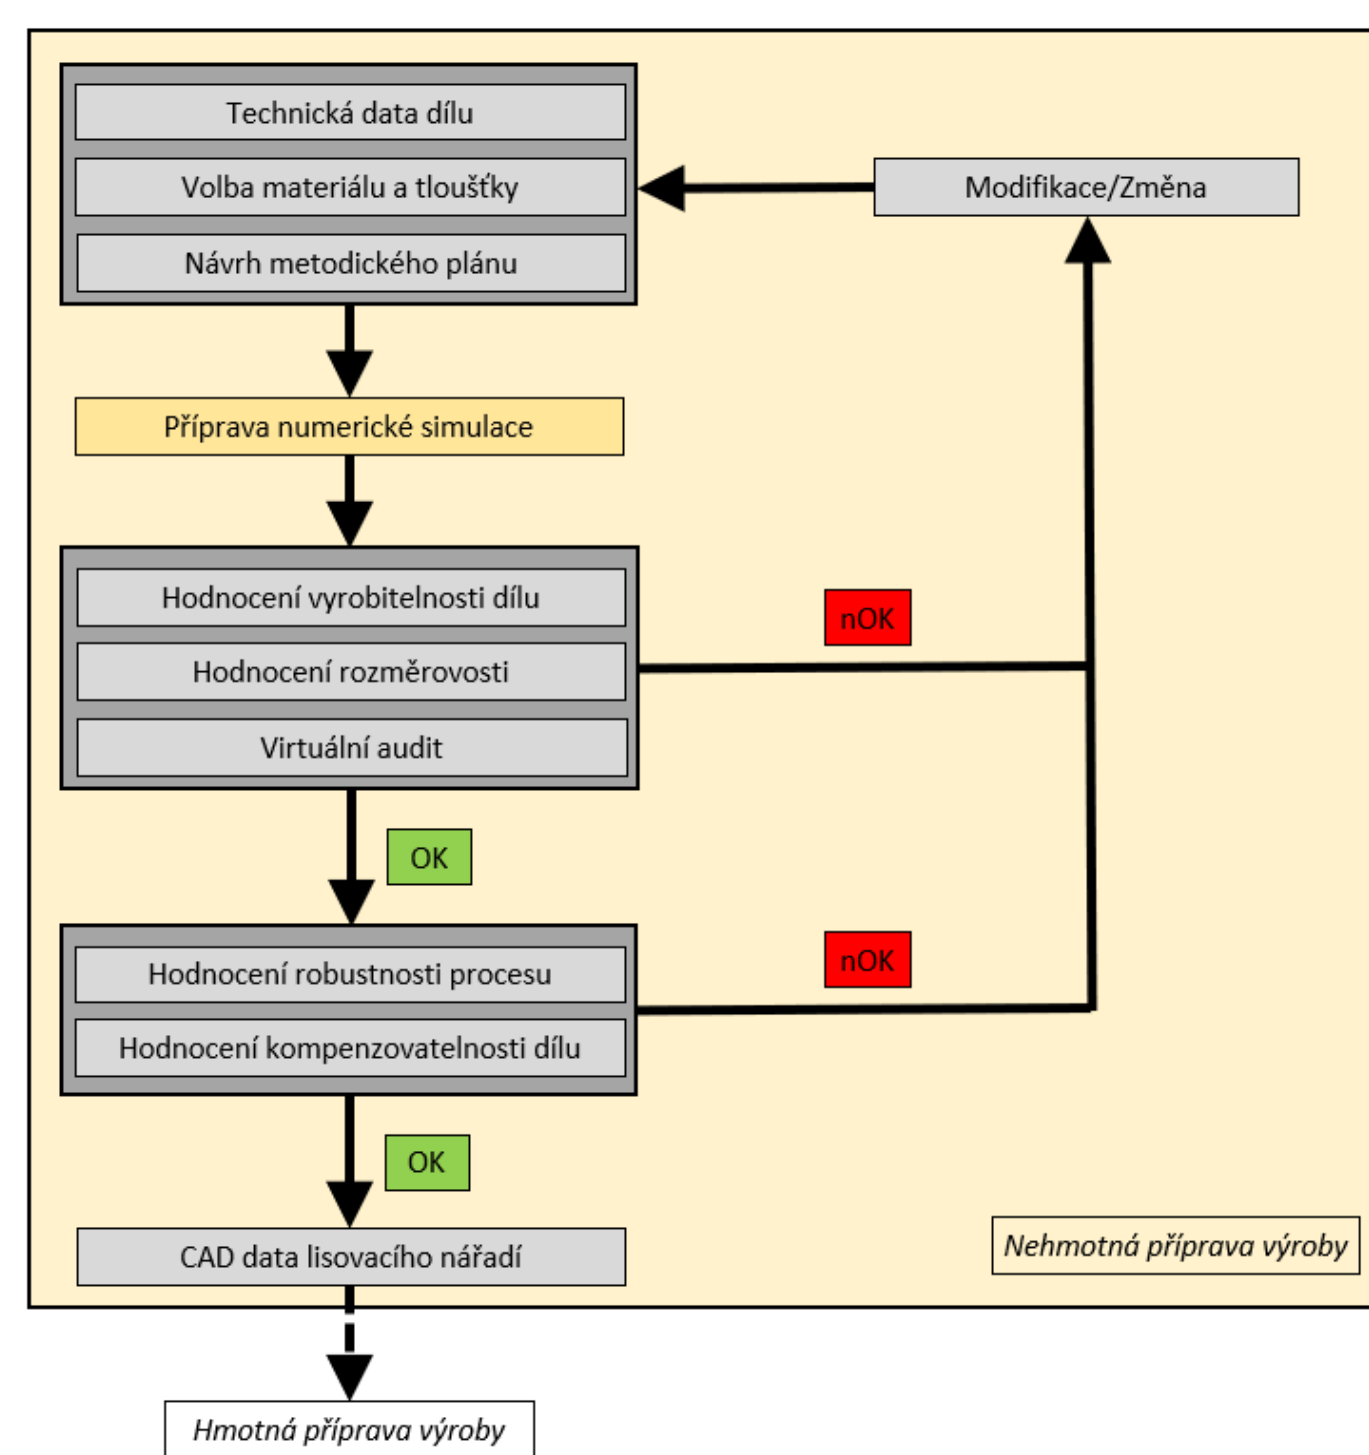 Technická data dílu
Volba materiálu a tloušťky
Modifikace/Změna
Návrh metodického plánu
Příprava numerické simulace
Hodnocení vyrobitelnosti dílu
nOK
Hodnocení rozměrovosti
Virtuální audit
OK
Hodnocení robustnosti procesu
nOK
Hodnocení kompenzovatelnosti dílu
OK
CAD data lisovacího nářadí
Nehmotná příprava výroby
Hmotná příprava výroby